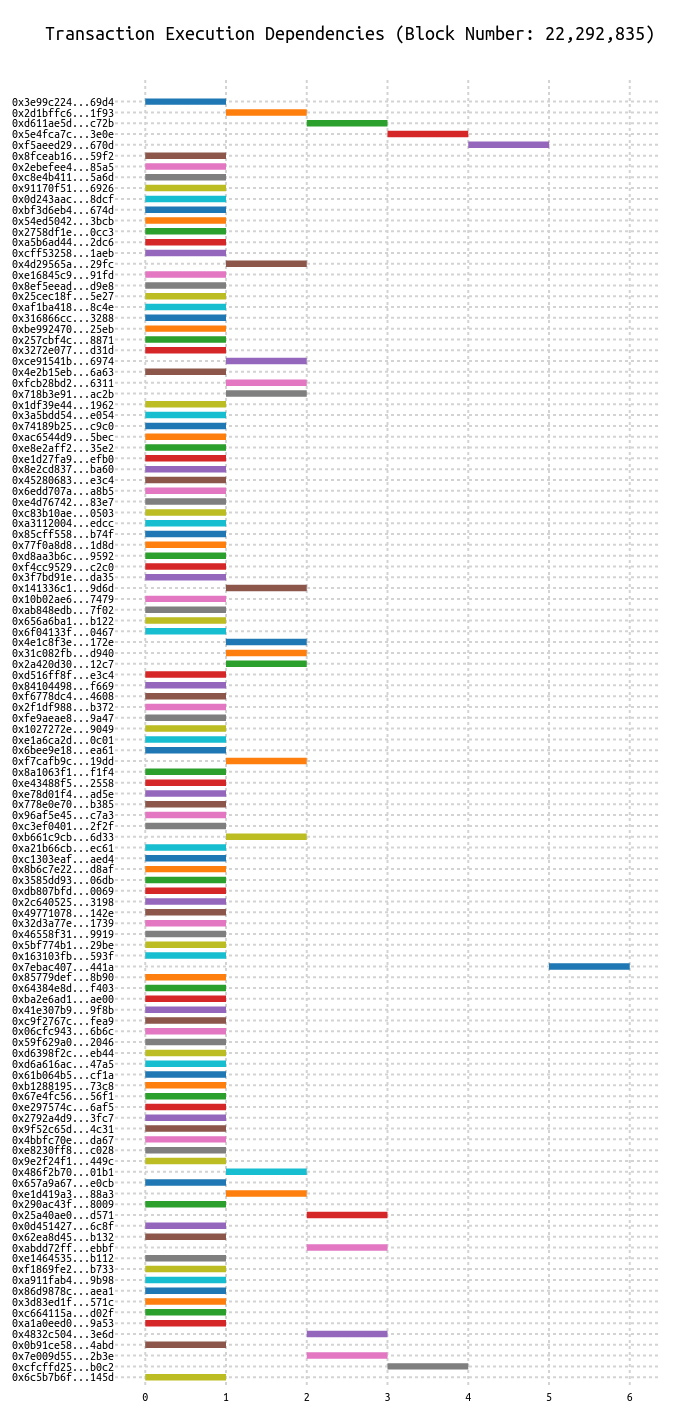 Transaction Execution Dependencies (Block Number: 22,292,835)
0x3e99c224...69d4
0x2d1bffc6...1f93
0xd611ae5d...c72b
0x5e4fca7c...3e0e
0xf5aeed29...670d
0x8fceab16...59f2
0x2ebefee4...85a5
0xc8e4b411...5a6d
0x91170f51...6926
0x0d243aac...8dcf
0xbf3d6eb4...674d
0x54ed5042...3bcb
0x2758df1e...0cc3
0xa5b6ad44...2dc6
0xcff53258...1aeb
0x4d29565a...29fc
0xe16845c9...91fd
0x8ef5eead...d9e8
0x25cec18f...5e27
0xaf1ba418...8c4e
0x316866cc...3288
0xbe992470...25eb
0x257cbf4c...8871
0x3272e077...d31d
0xce91541b...6974
0x4e2b15eb...6a63
0xfcb28bd2...6311
0x718b3e91...ac2b
0x1df39e44...1962
0x3a5bdd54...e054
0x74189b25...c9c0
0xac6544d9...5bec
0xe8e2aff2...35e2
0xe1d27fa9...efb0
0x8e2cd837...ba60
0x45280683...e3c4
0x6edd707a...a8b5
0xe4d76742...83e7
0xc83b10ae...0503
0xa3112004...edcc
0x85cff558...b74f
0x77f0a8d8...1d8d
0xd8aa3b6c...9592
0xf4cc9529...c2c0
0x3f7bd91e...da35
0x141336c1...9d6d
0x10b02ae6...7479
0xab848edb...7f02
0x656a6ba1...b122
0x6f04133f...0467
0x4e1c8f3e...172e
0x31c082fb...d940
0x2a420d30...12c7
0xd516ff8f...e3c4
0x84104498...f669
0xf6778dc4...4608
0x2f1df988...b372
0xfe9aeae8...9a47
0x1027272e...9049
0xe1a6ca2d...0c01
0x6bee9e18...ea61
0xf7cafb9c...19dd
0x8a1063f1...f1f4
0xe43488f5...2558
0xe78d01f4...ad5e
0x778e0e70...b385
0x96af5e45...c7a3
0xc3ef0401...2f2f
0xb661c9cb...6d33
0xa21b66cb...ec61
0xc1303eaf...aed4
0x8b6c7e22...d8af
0x3585dd93...06db
0xdb807bfd...0069
0x2c640525...3198
0x49771078...142e
0x32d3a77e...1739
0x46558f31...9919
0x5bf774b1...29be
0x163103fb...593f
0x7ebac407...441a
0x85779def...8b90
0x64384e8d...f403
0xba2e6ad1...ae00
0x41e307b9...9f8b
0xc9f2767c...fea9
0x06cfc943...6b6c
0x59f629a0...2046
0xd6398f2c...eb44
0xd6a616ac...47a5
0x61b064b5...cf1a
0xb1288195...73c8
0x67e4fc56...56f1
0xe297574c...6af5
0x2792a4d9...3fc7
0x9f52c65d...4c31
0x4bbfc70e...da67
0xe8230ff8...c028
0x9e2f24f1...449c
0x486f2b70...01b1
0x657a9a67...e0cb
0xe1d419a3...88a3
0x290ac43f...8009
0x25a40ae0...d571
0x0d451427...6c8f
0x62ea8d45...b132
0xabdd72ff...ebbf
0xe1464535...b112
0xf1869fe2...b733
0xa911fab4...9b98
0x86d9878c...aea1
0x3d83ed1f...571c
0xc664115a...d02f
0xa1a0eed0...9a53
0x4832c504...3e6d
0x0b91ce58...4abd
0x7e009d55...2b3e
0xcfcffd25...b0c2
0x6c5b7b6f...145d
0 1 2 3 4 5 6